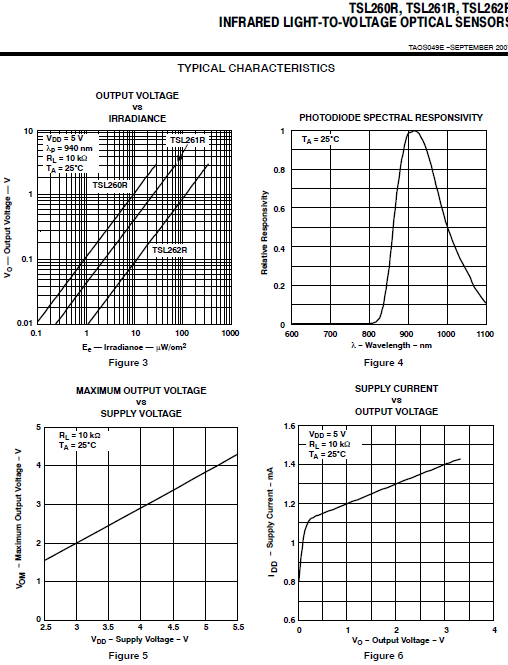 TSL260R, TSL261R, TSL262R
INFRARED LIGHT-TO-VOLTAGE OPTICAL SENSORS
TAOS049E −SEPTEMBER 200
TYPICAL CHARACTERISTICS
OUTPUT VOLTAGE
vs
IRRADIANCE
VDD = 5 V
λp = 940 nm
RL = 10 kΩ
TA = 25°C
TSL261R
TSL260R
TSL262R
10
1
0.1
0.01
VO — Output Voltage — V
0.1 1 10 100 1000
Ee — Irradiance — μW/cm2
Figure 3
PHOTODIODE SPECTRAL RESPONSIVITY
TA = 25°C
1
0.8
0.6
0.4
0.2
0
Relative Responsivity
600 700 800 900 1000 1100
λ − Wavelength − nm
Figure 4
MAXIMUM OUTPUT VOLTAGE
vs
SUPPLY VOLTAGE
RL = 10 kΩ
TA = 25°C
5
4
3
2
1
0
VOM − Maximum Output Voltage − V
2.5 3 3.5 4 4.5 5 5.5
VDD − Supply Voltage − V
Figure 5
SUPPLY CURRENT
vs
OUTPUT VOLTAGE
VDD = 5 V
RL = 10 kΩ
TA = 25°C
1.6
1.4
1.2
1
0.8
0.6
IDD − Supply Current − mA
0 1 2 3 4
VO − Output Voltage − V
Figure 6